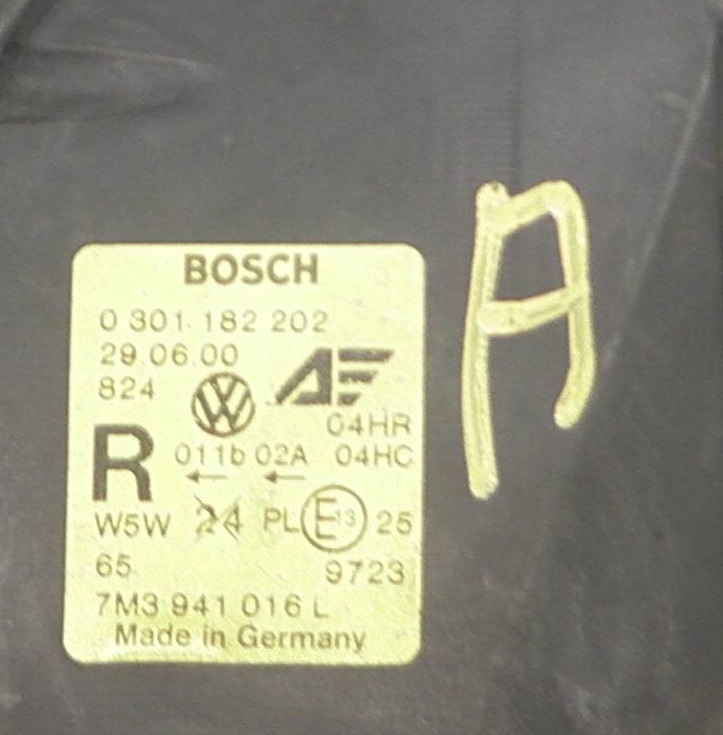 BOSCH
0 301 182 202
29.06.00
824
04HR
R 011b 02A 04HC
← ←
W5W 24 PL E13 25
65 9723
7M3 941 016 L
Made in Germany
A